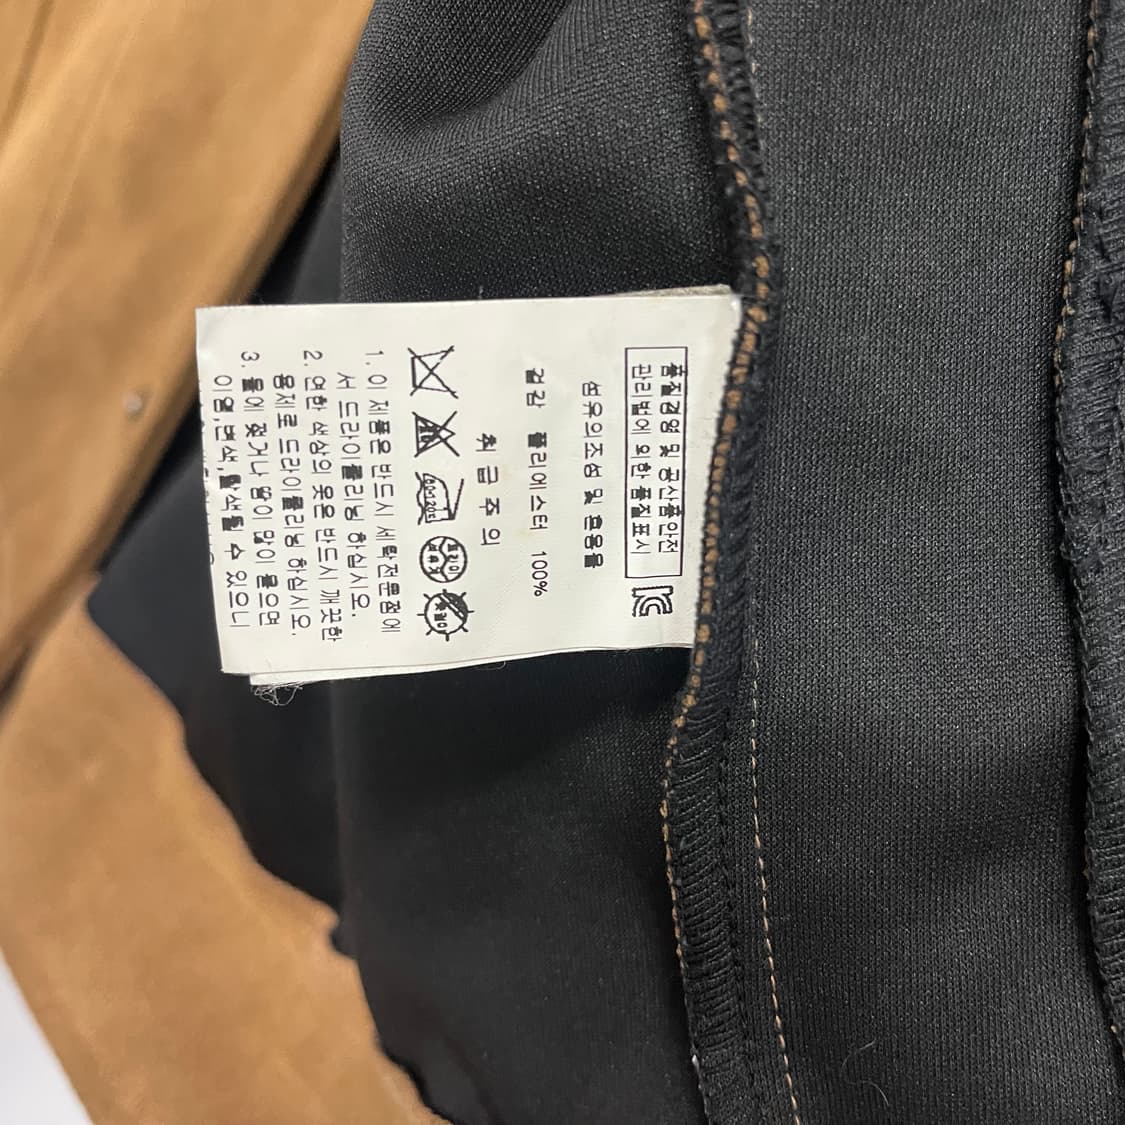 품질경영 및 공산품안전
관리법에 의한 품질표시
섬유의조성 및 혼용율
겉감 폴리에스터 100%
취급주의
1. 이 제품은 반드시 세탁전문점에
서 드라이클리닝 하십시오.
2. 연한 색상의 옷은 반드시 깨끗한
용제로 드라이클리닝 하십시오.
3. 물에 젖거나 땀이 많이 묻으면
이염,변색,탈색될 수 있으니